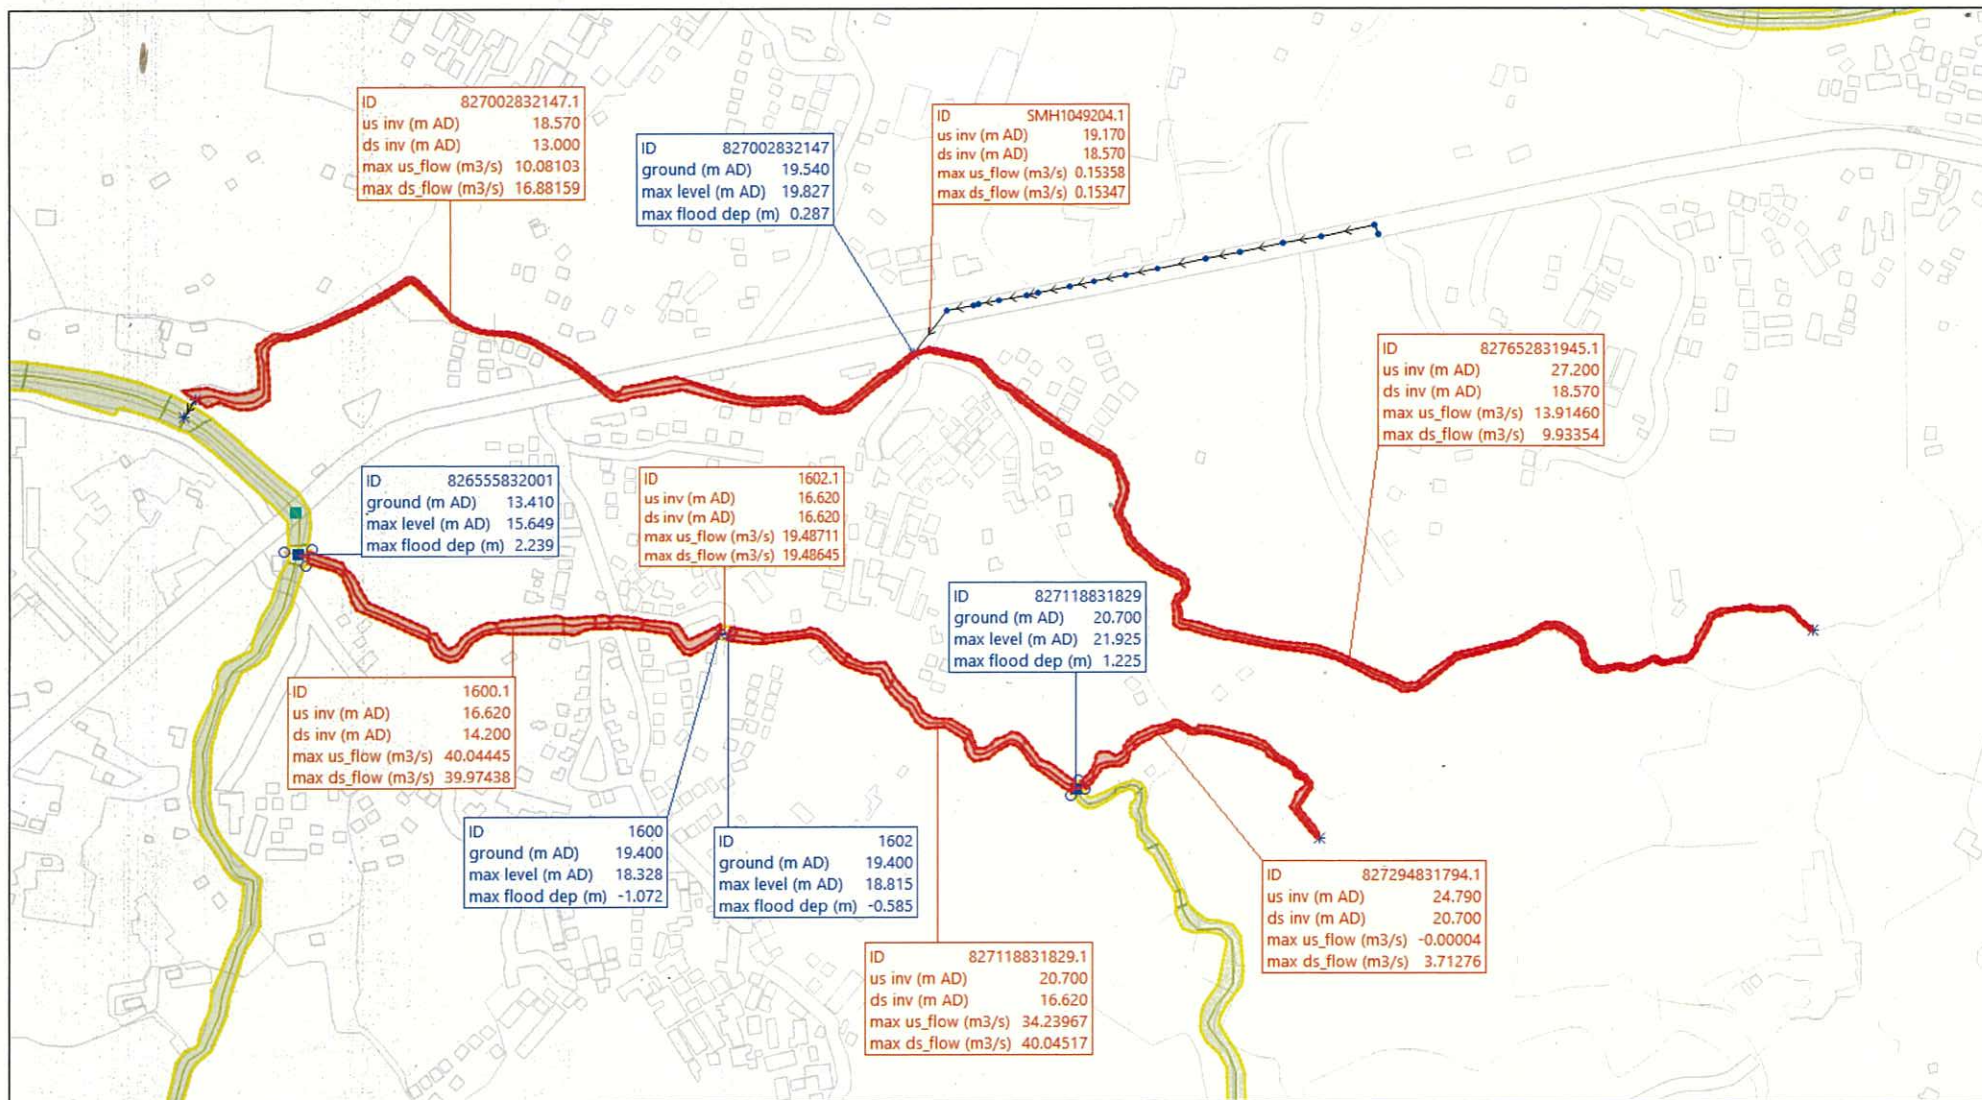 ID 827002832147.1
us inv (m AD) 18.570
ds inv (m AD) 13.000
max us_flow (m3/s) 10.08103
max ds_flow (m3/s) 16.88159
ID 827002832147
ground (m AD) 19.540
max level (m AD) 19.827
max flood dep (m) 0.287
ID SMH1049204.1
us inv (m AD) 19.170
ds inv (m AD) 18.570
max us_flow (m3/s) 0.15358
max ds_flow (m3/s) 0.15347
ID 827652831945.1
us inv (m AD) 27.200
ds inv (m AD) 18.570
max us_flow (m3/s) 13.91460
max ds_flow (m3/s) 9.93354
ID 826555832001
ground (m AD) 13.410
max level (m AD) 15.649
max flood dep (m) 2.239
ID 1602.1
us inv (m AD) 16.620
ds inv (m AD) 16.620
max us_flow (m3/s) 19.48711
max ds_flow (m3/s) 19.48645
ID 827118831829
ground (m AD) 20.700
max level (m AD) 21.925
max flood dep (m) 1.225
ID 1600.1
us inv (m AD) 16.620
ds inv (m AD) 14.200
max us_flow (m3/s) 40.04445
max ds_flow (m3/s) 39.97438
ID 1600
ground (m AD) 19.400
max level (m AD) 18.328
max flood dep (m) -1.072
ID 1602
ground (m AD) 19.400
max level (m AD) 18.815
max flood dep (m) -0.585
ID 827294831794.1
us inv (m AD) 24.790
ds inv (m AD) 20.700
max us_flow (m3/s) -0.00004
max ds_flow (m3/s) 3.71276
ID 827118831829.1
us inv (m AD) 20.700
ds inv (m AD) 16.620
max us_flow (m3/s) 34.23967
max ds_flow (m3/s) 40.04517